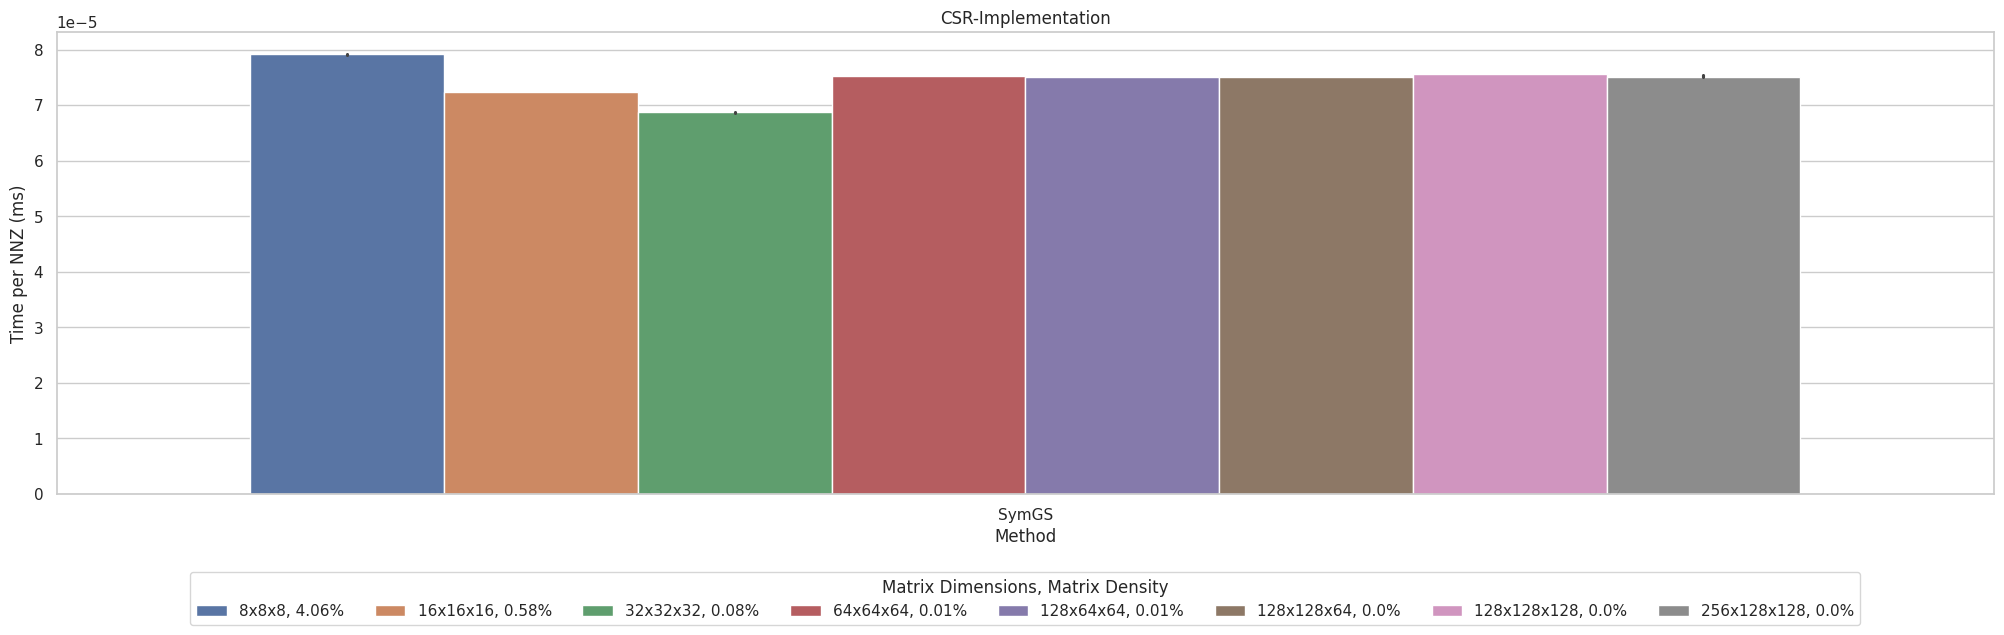 CSR-Implementation
1e−5
8
7
6
5
4
3
2
1
0
Time per NNZ (ms)
SymGS
Method
Matrix Dimensions, Matrix Density
8x8x8, 4.06% 16x16x16, 0.58% 32x32x32, 0.08% 64x64x64, 0.01% 128x64x64, 0.01% 128x128x64, 0.0% 128x128x128, 0.0% 256x128x128, 0.0%